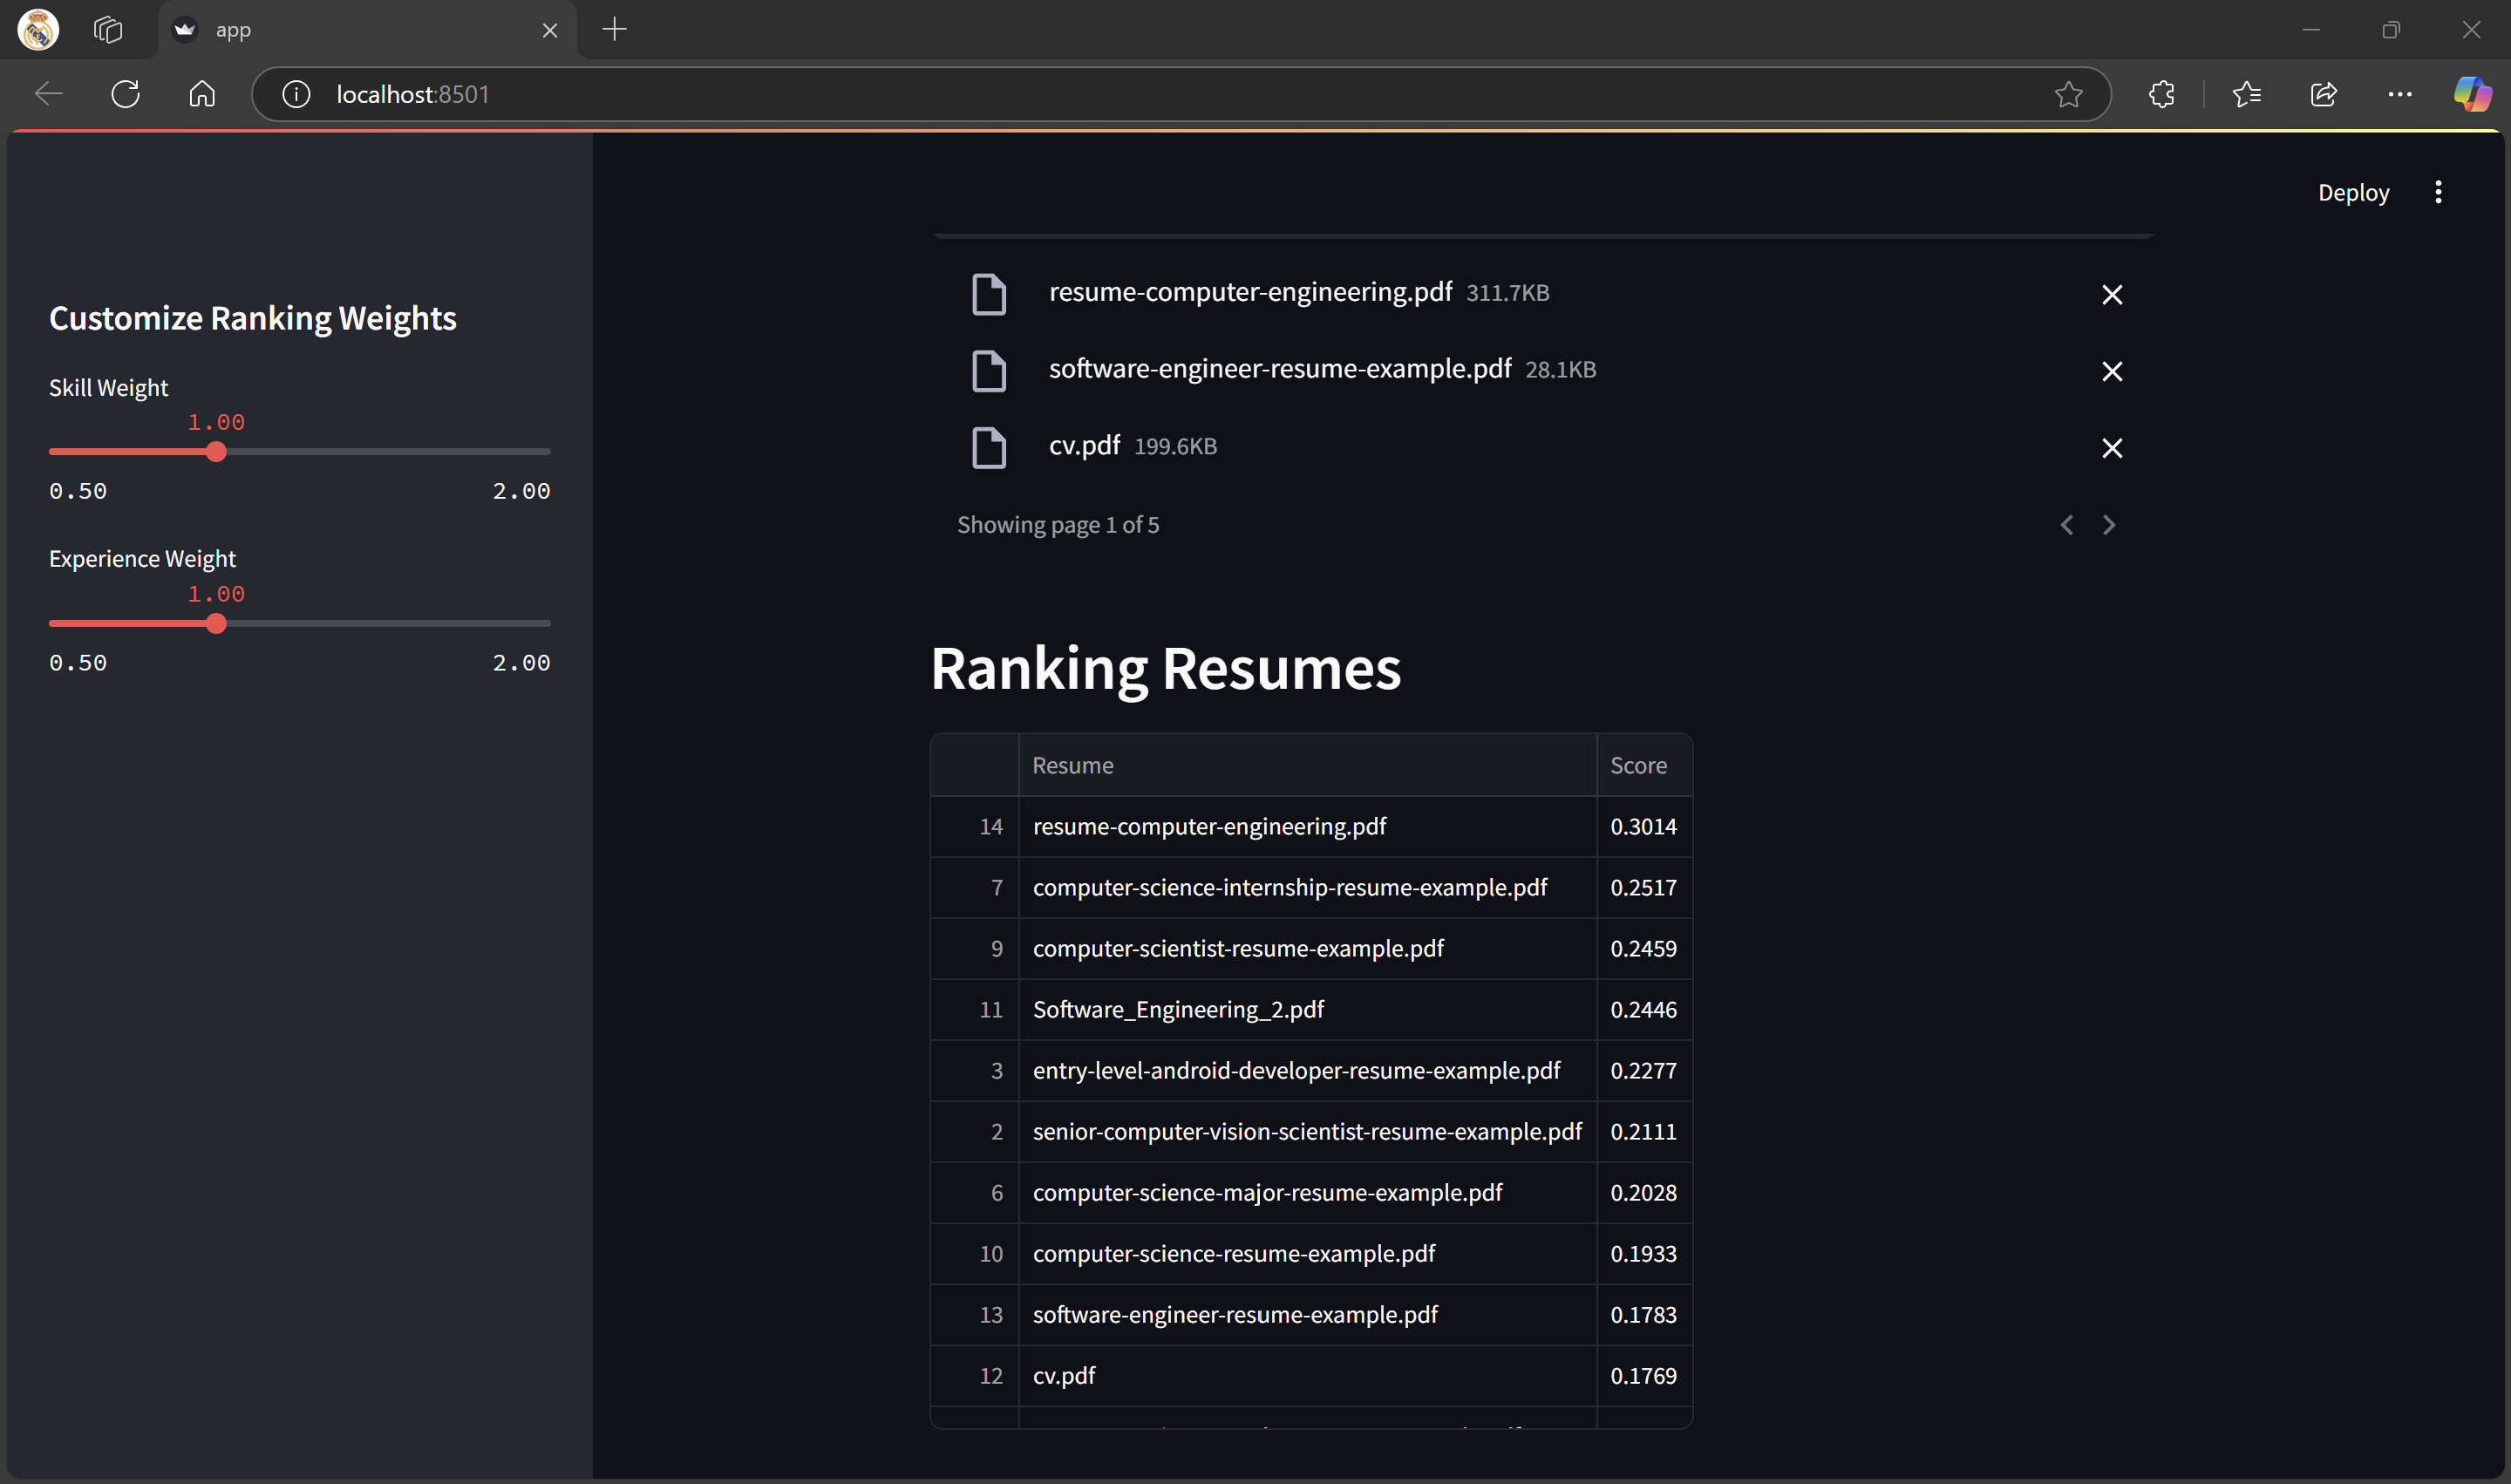 app
localhost:8501
Deploy
Customize Ranking Weights
Skill Weight
1.00
0.50 2.00
Experience Weight
1.00
0.50 2.00
resume-computer-engineering.pdf 311.7KB
software-engineer-resume-example.pdf 28.1KB
cv.pdf 199.6KB
Showing page 1 of 5
Ranking Resumes
Resume Score
14 resume-computer-engineering.pdf 0.3014
7 computer-science-internship-resume-example.pdf 0.2517
9 computer-scientist-resume-example.pdf 0.2459
11 Software_Engineering_2.pdf 0.2446
3 entry-level-android-developer-resume-example.pdf 0.2277
2 senior-computer-vision-scientist-resume-example.pdf 0.2111
6 computer-science-major-resume-example.pdf 0.2028
10 computer-science-resume-example.pdf 0.1933
13 software-engineer-resume-example.pdf 0.1783
12 cv.pdf 0.1769